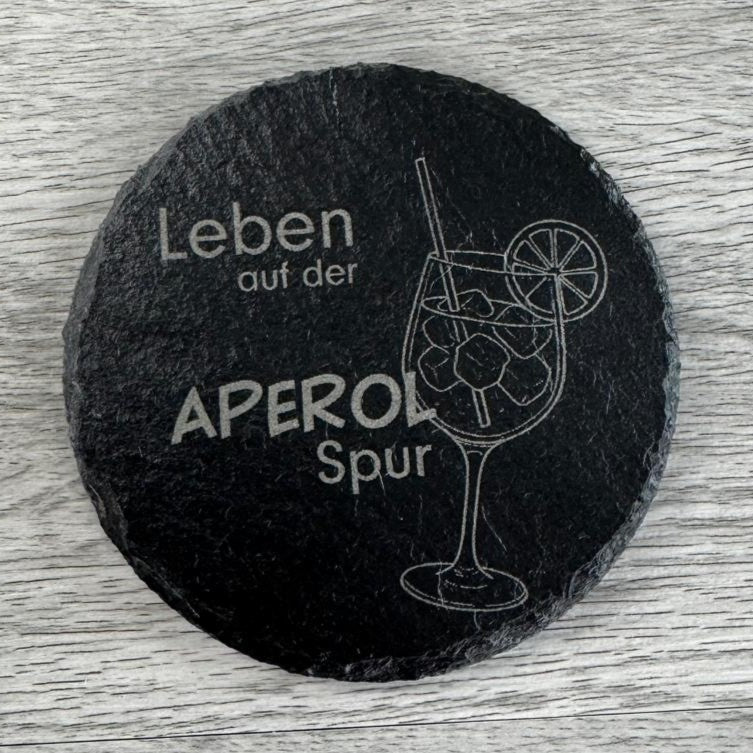 Leben
auf der
APEROL
Spur